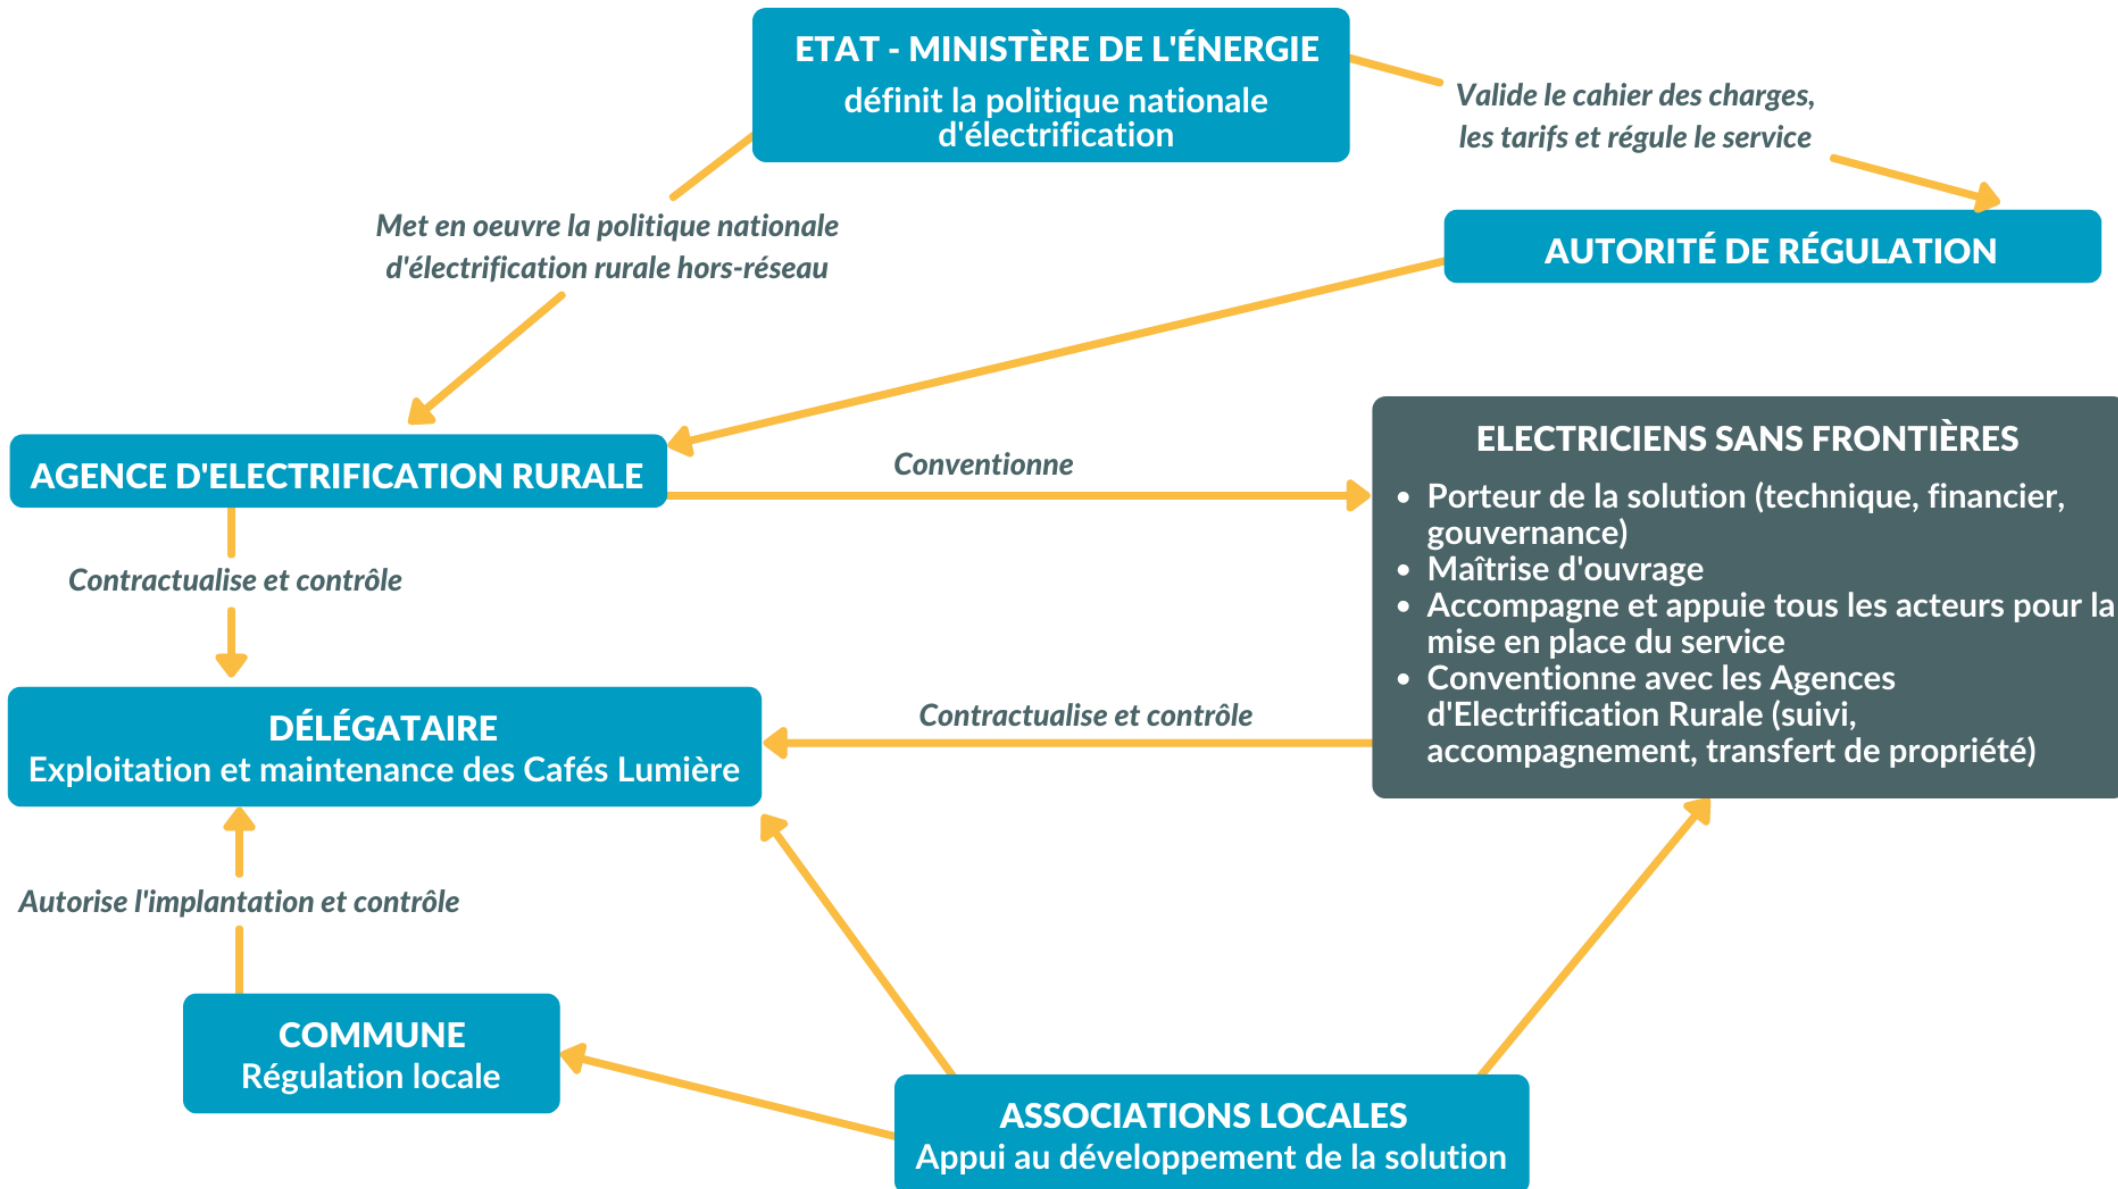 ETAT - MINISTÈRE DE L'ÉNERGIE
définit la politique nationale
d'électrification
Valide le cahier des charges,
les tarifs et régule le service
Met en oeuvre la politique nationale
d'électrification rurale hors-réseau
AUTORITÉ DE RÉGULATION
AGENCE D'ELECTRIFICATION RURALE
Conventionne
ELECTRICIENS SANS FRONTIÈRES
• Porteur de la solution (technique, financier,
gouvernance)
• Maîtrise d'ouvrage
• Accompagne et appuie tous les acteurs pour la
mise en place du service
• Conventionne avec les Agences
d'Electrification Rurale (suivi,
accompagnement, transfert de propriété)
Contractualise et contrôle
DÉLÉGATAIRE
Exploitation et maintenance des Cafés Lumière
Contractualise et contrôle
Autorise l'implantation et contrôle
COMMUNE
Régulation locale
ASSOCIATIONS LOCALES
Appui au développement de la solution